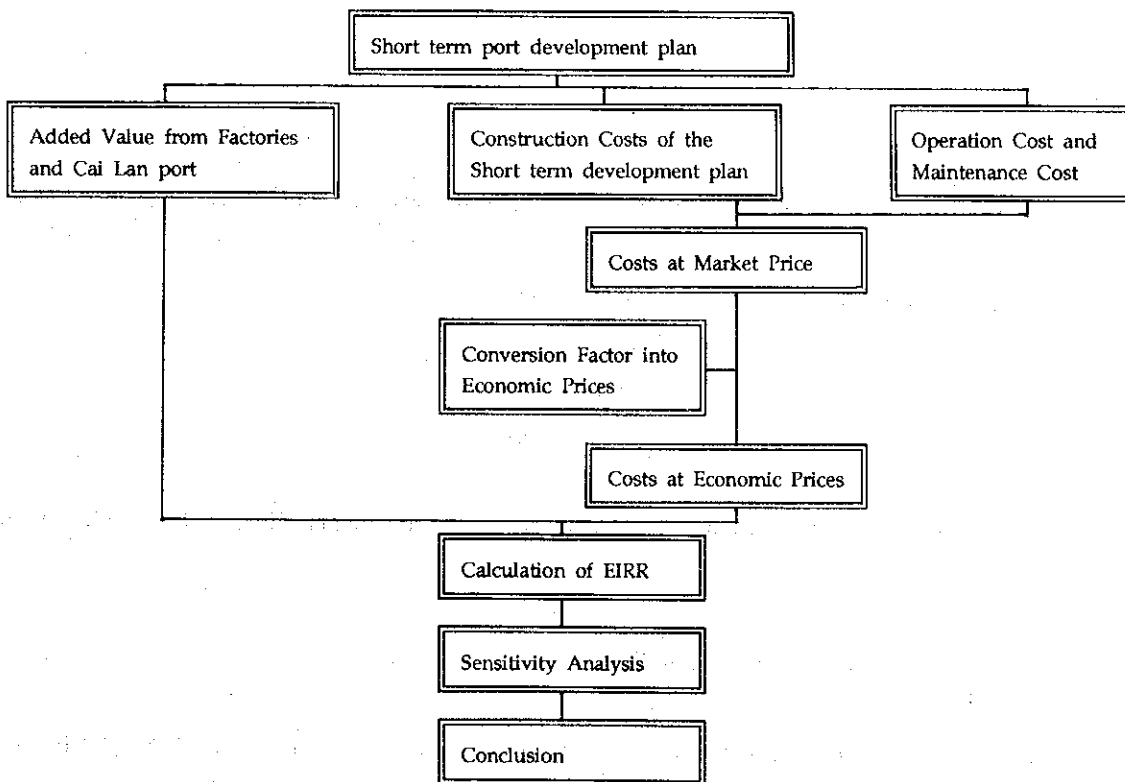 Short term port development plan
Added Value from Factories
and Cai Lan port
Construction Costs of the
Short term development plan
Operation Cost and
Maintenance Cost
Costs at Market Price
Conversion Factor into
Economic Prices
Costs at Economic Prices
Calculation of EIRR
Sensitivity Analysis
Conclusion